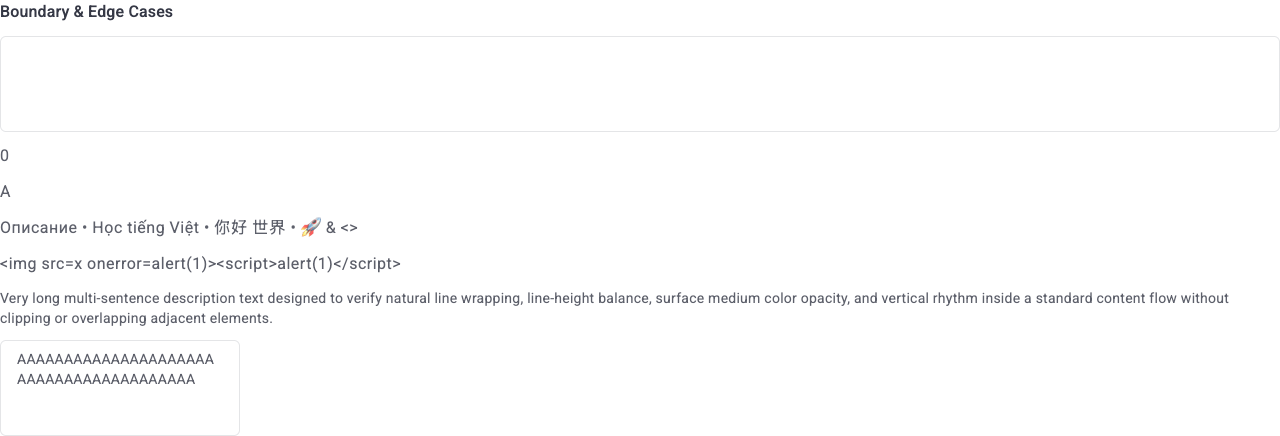 Boundary & Edge Cases
0
A
Описание • Học tiếng Việt • 你好 世界 • 🚀 & <>
<img src=x onerror=alert(1)><script>alert(1)</script>
Very long multi-sentence description text designed to verify natural line wrapping, line-height balance, surface medium color opacity, and vertical rhythm inside a standard content flow without
clipping or overlapping adjacent elements.
AAAAAAAAAAAAAAAAAAAAA
AAAAAAAAAAAAAAAAAAA